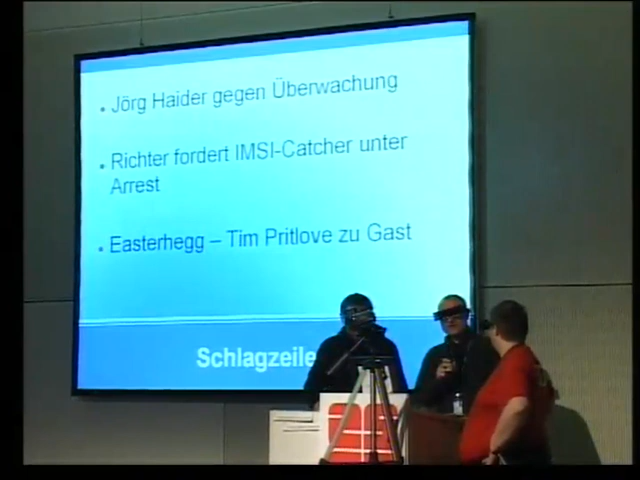 • Jörg Haider gegen Überwachung
• Richter fordert IMSI-Catcher unter
Arrest
• Easterhegg – Tim Pritlove zu Gast
Schlagzeile